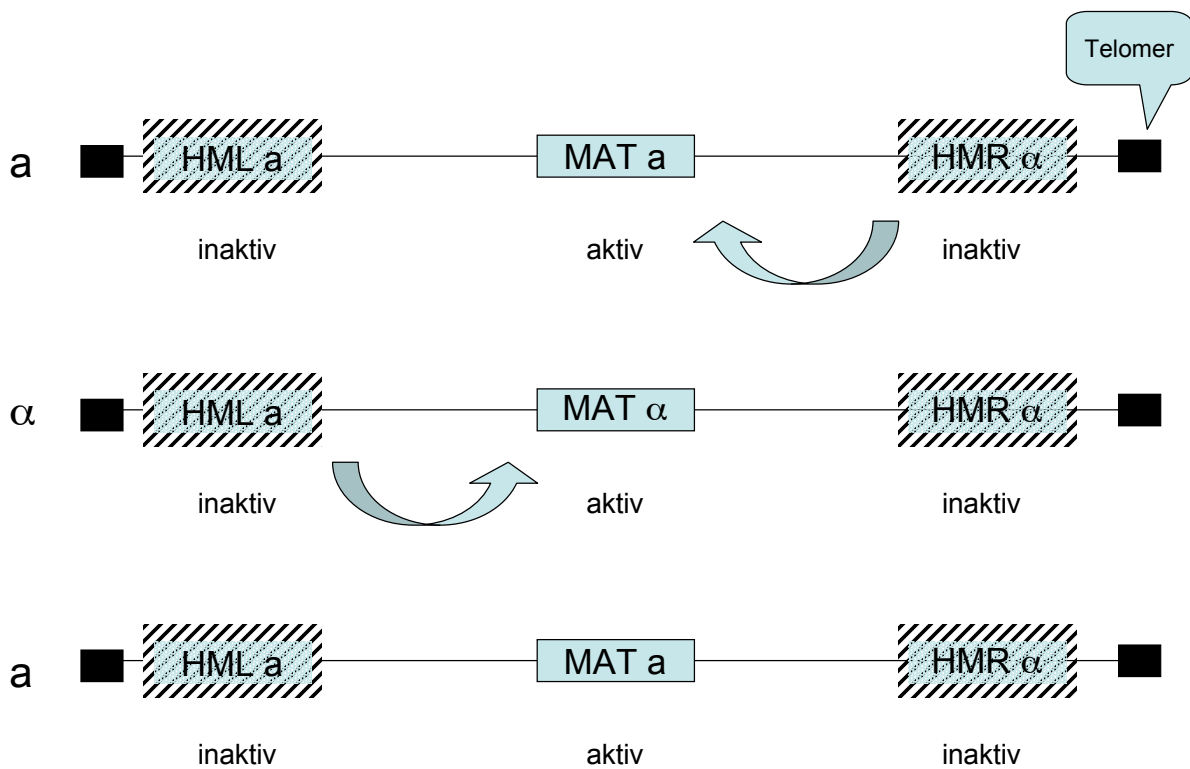 Telomer
a HML a MAT a HMR α
inaktiv aktiv inaktiv
α HML a MAT α HMR α
inaktiv aktiv inaktiv
a HML a MAT a HMR α
inaktiv aktiv inaktiv